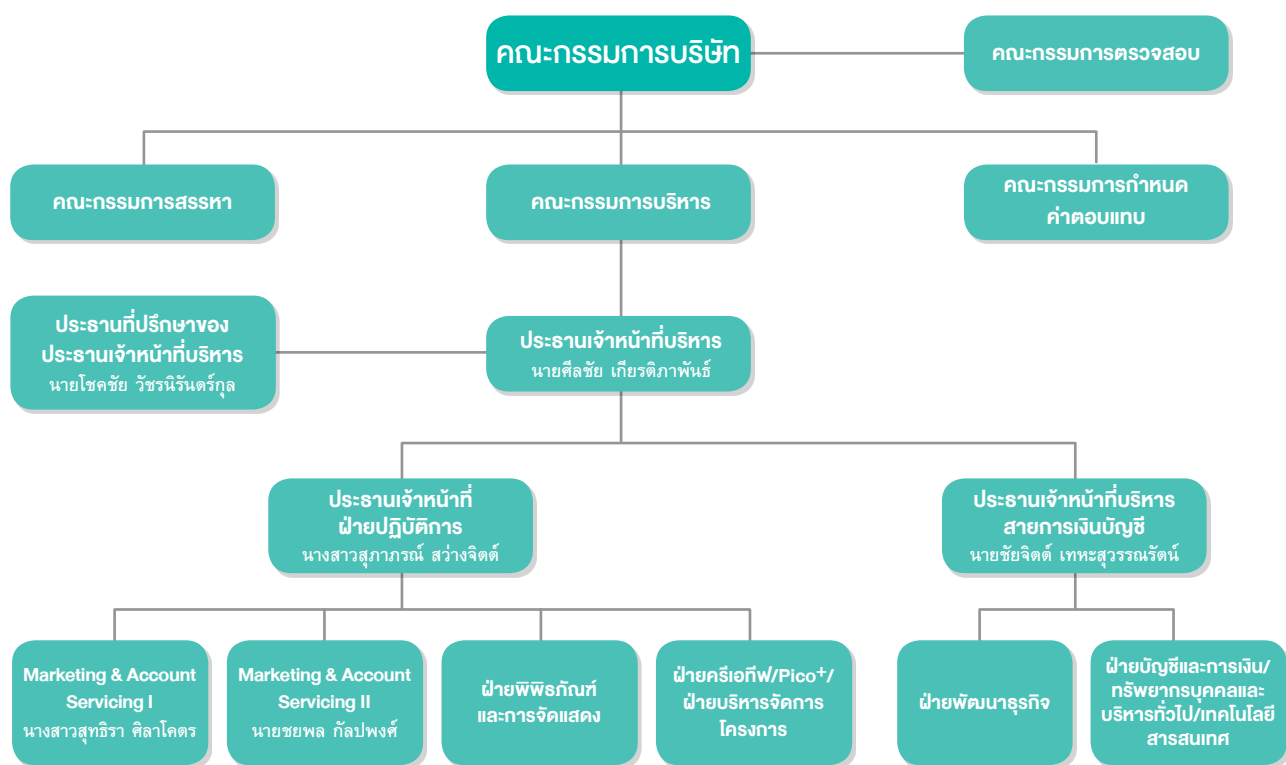 คณะกรรมการบริษัท
คณะกรรมการตรวจสอบ
คณะกรรมการสรรหา
คณะกรรมการบริหาร
คณะกรรมการกำหนด
ค่าตอบแทน
ประธานที่ปรึกษาของ
ประธานเจ้าหน้าที่บริหาร
นายโชคชัย วัชรนิรันดร์กุล
ประธานเจ้าหน้าที่บริหาร
นายศีลชัย เกียรติภาพันธ์
ประธานเจ้าหน้าที่
ฝ่ายปฏิบัติการ
นางสาวสุภาภรณ์ สว่างจิตต์
ประธานเจ้าหน้าที่บริหาร
สายการเงินบัญชี
นายชัยจิตต์ เทหะสุวรรณรัตน์
Marketing & Account
Servicing I
นางสาวสุทธิรา ศิลาโคตร
Marketing & Account
Servicing II
นายชยพล กัลปพงศ์
ฝ่ายพิพิธภัณฑ์
และการจัดแสดง
ฝ่ายครีเอทีฟ/Pico+/
ฝ่ายบริหารจัดการ
โครงการ
ฝ่ายพัฒนาธุรกิจ
ฝ่ายบัญชีและการเงิน/
ทรัพยากรบุคคลและ
บริหารทั่วไป/เทคโนโลยี
สารสนเทศ